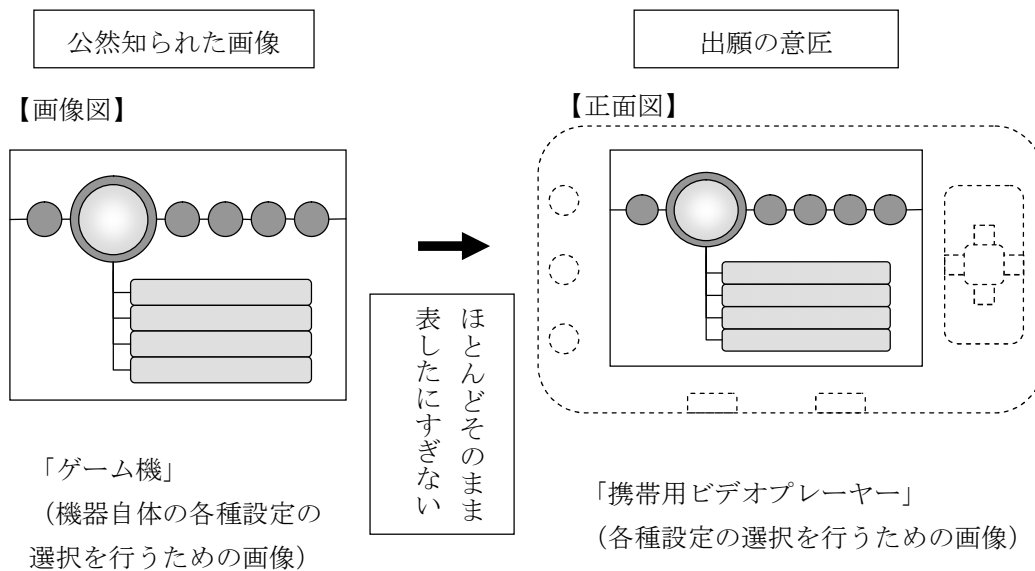 公然知られた画像
出願の意匠
【画像図】
【正面図】
ほとんどそのまま
表したにすぎない
「ゲーム機」
（機器自体の各種設定の
選択を行うための画像）
「携帯用ビデオプレーヤー」
（各種設定の選択を行うための画像）